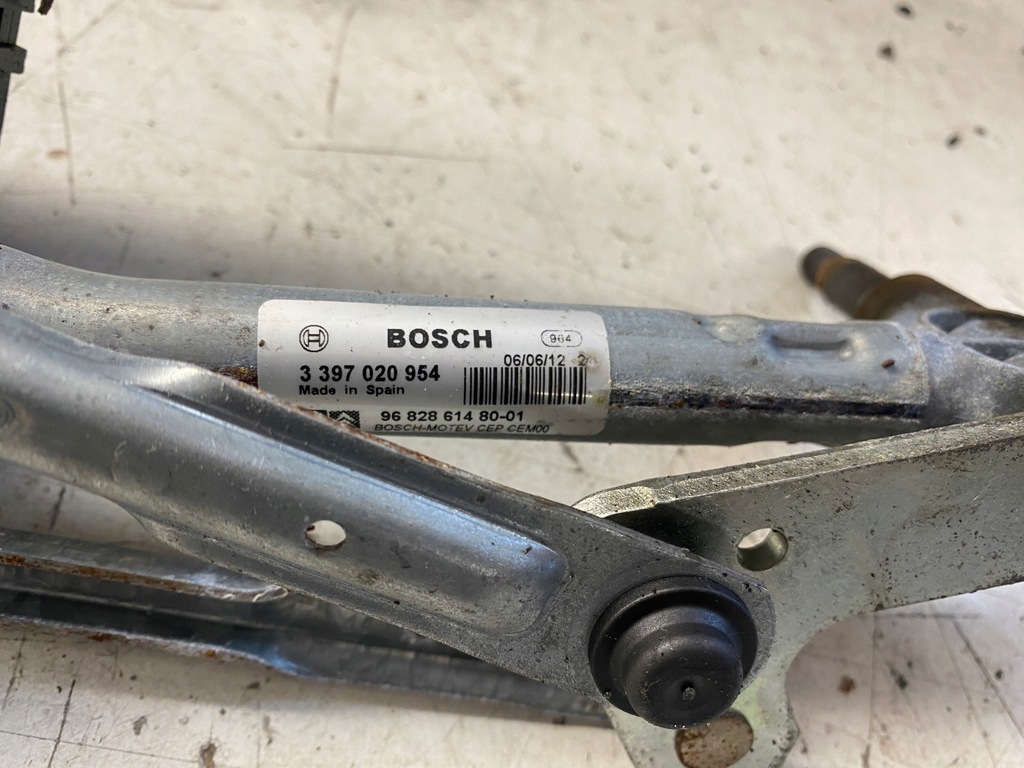 BOSCH
964
06/06/12
3 397 020 954
Made in Spain
96 828 614 80-01
BOSCH-MOTEV CEP CEM00